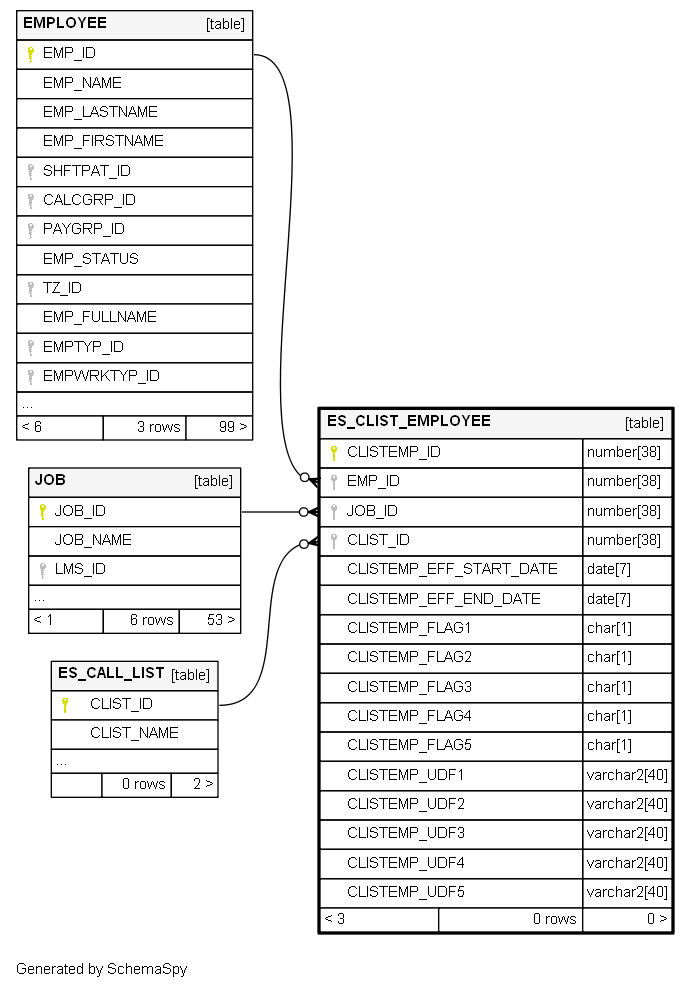 EMPLOYEE [table]
EMP_ID
EMP_NAME
EMP_LASTNAME
EMP_FIRSTNAME
SHFTPAT_ID
CALCGRP_ID
PAYGRP_ID
EMP_STATUS
TZ_ID
EMP_FULLNAME
EMPTYP_ID
EMPWRKTYP_ID
...
< 6 3 rows 99 >
JOB [table]
JOB_ID
JOB_NAME
LMS_ID
...
< 1 6 rows 53 >
ES_CALL_LIST [table]
CLIST_ID
CLIST_NAME
...
0 rows 2 >
ES_CLIST_EMPLOYEE [table]
CLISTEMP_ID number[38]
EMP_ID number[38]
JOB_ID number[38]
CLIST_ID number[38]
CLISTEMP_EFF_START_DATE date[7]
CLISTEMP_EFF_END_DATE date[7]
CLISTEMP_FLAG1 char[1]
CLISTEMP_FLAG2 char[1]
CLISTEMP_FLAG3 char[1]
CLISTEMP_FLAG4 char[1]
CLISTEMP_FLAG5 char[1]
CLISTEMP_UDF1 varchar2[40]
CLISTEMP_UDF2 varchar2[40]
CLISTEMP_UDF3 varchar2[40]
CLISTEMP_UDF4 varchar2[40]
CLISTEMP_UDF5 varchar2[40]
< 3 0 rows 0 >
Generated by SchemaSpy